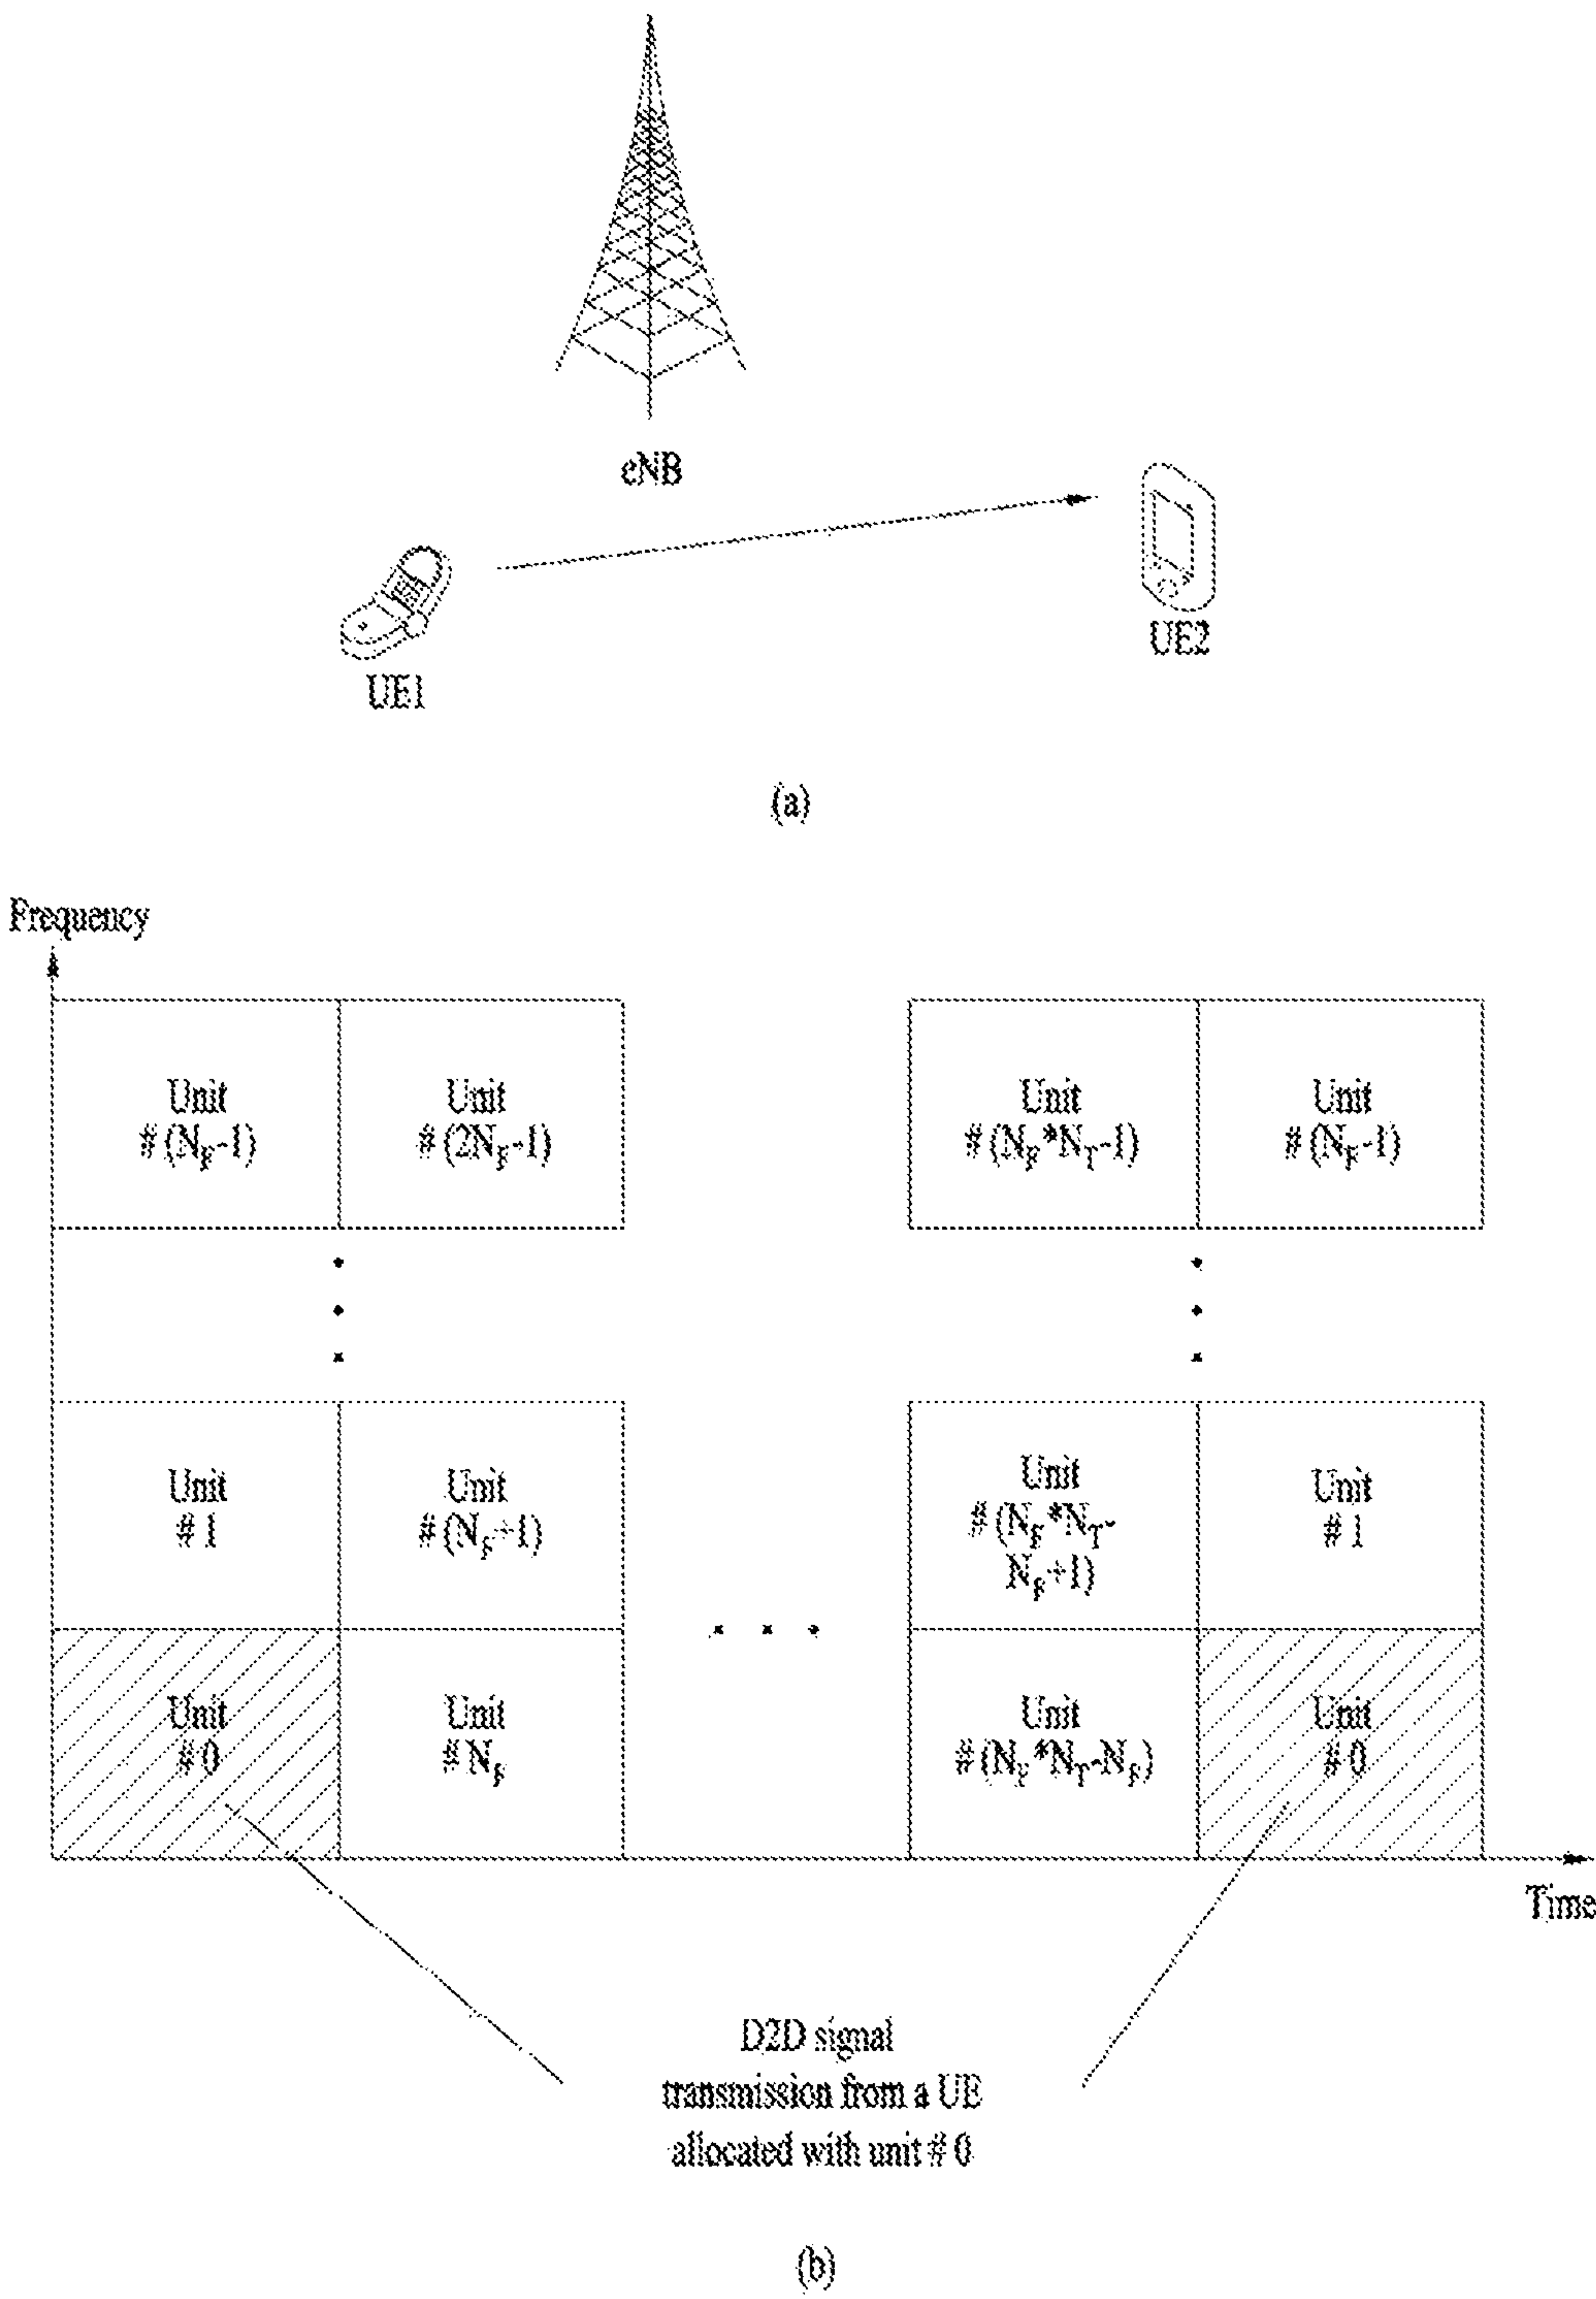 eNB
UE2
UE1
(a)
Frequency
Unit
# (N_F-1)
Unit
# (2N_F-1)
Unit
# (N_F*N_T-1)
Unit
# (N_F-1)
Unit
# 1
Unit
# (N_F+1)
Unit
# (N_F*N_T-
N_F+1)
Unit
# 1
Unit
# 0
Unit
# N_F
Unit
# (N_F*N_T-N_F)
Unit
# 0
Time
D2D signal
transmission from a UE
allocated with unit # 0
(b)